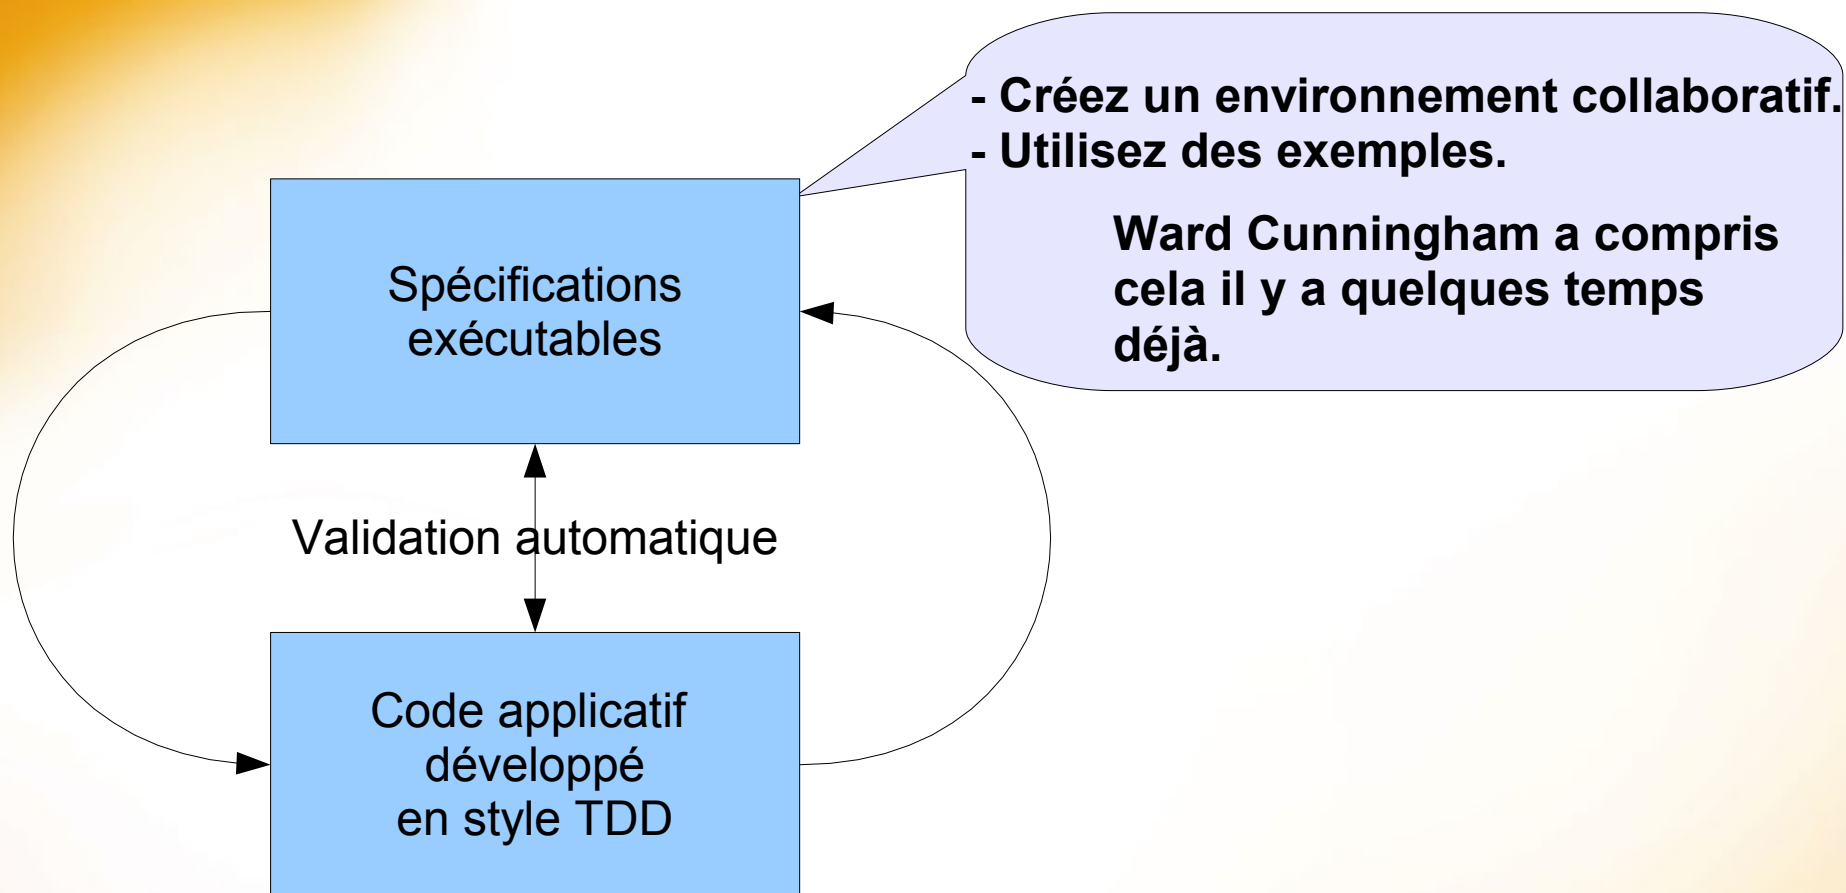 - Créez un environnement collaboratif.
- Utilisez des exemples.
Ward Cunningham a compris
cela il y a quelques temps
déjà.
Spécifications
exécutables
Validation automatique
Code applicatif
développé
en style TDD